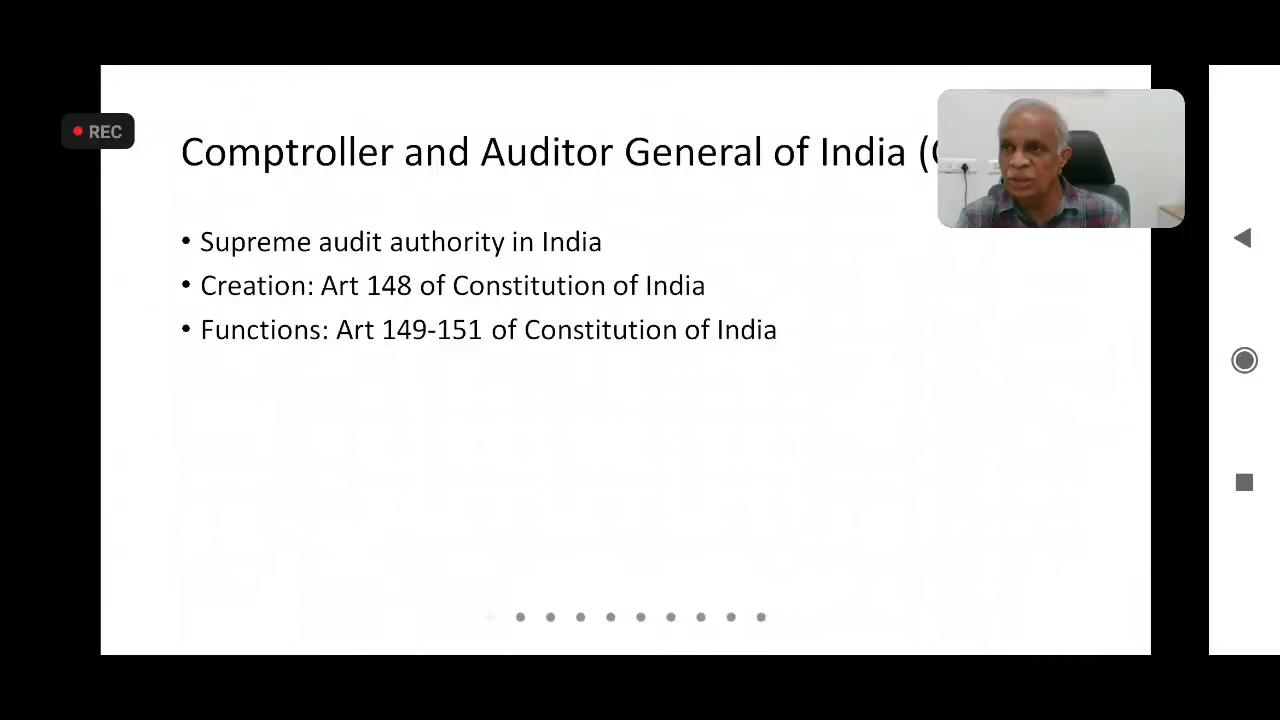 REC
Comptroller and Auditor General of India (
• Supreme audit authority in India
• Creation: Art 148 of Constitution of India
• Functions: Art 149-151 of Constitution of India